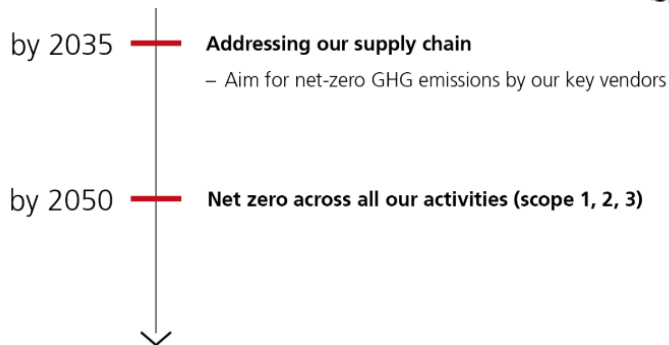 by 2035
Addressing our supply chain
– Aim for net-zero GHG emissions by our key vendors
by 2050
Net zero across all our activities (scope 1, 2, 3)